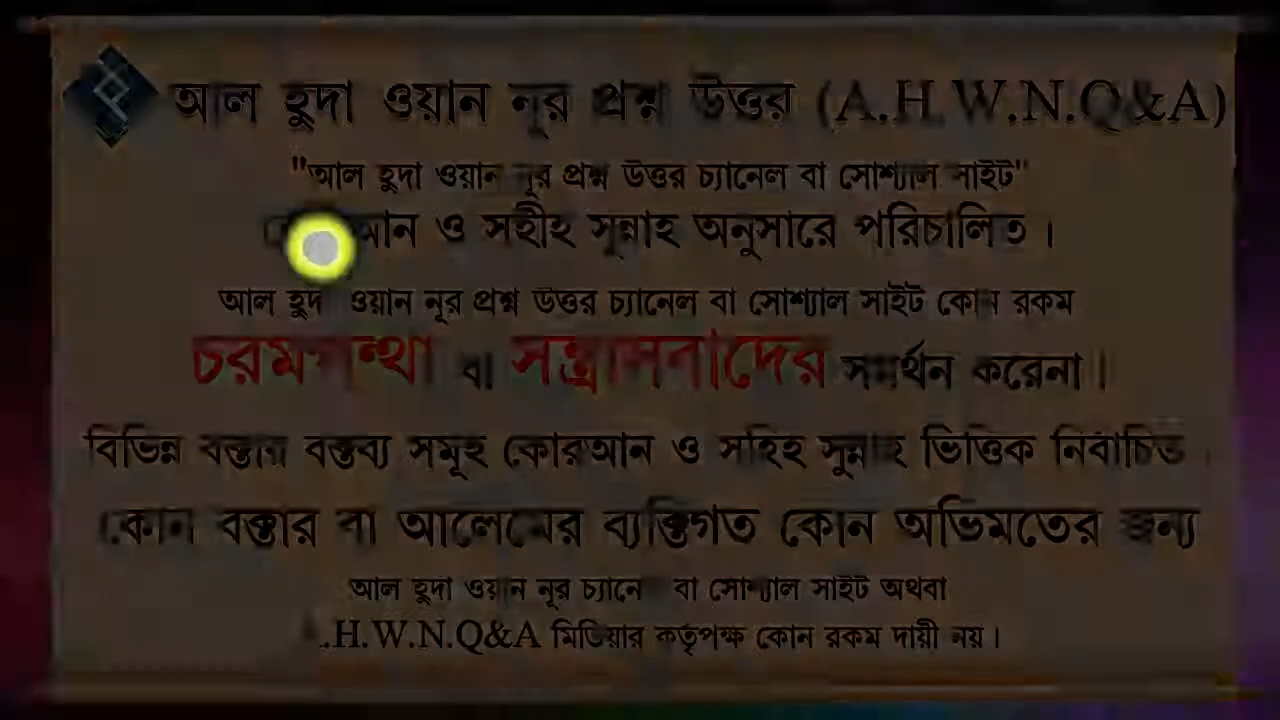 আল হুদা ওয়ান নূর প্রশ্ন উত্তর (A.H.W.N.Q&A)
"আল হুদা ওয়ান নূর প্রশ্ন উত্তর চ্যানেল বা সোশ্যাল সাইট"
ও সহীহ সুন্নাহ অনুসারে পরিচালিত ।
আল হুদা ওয়ান নূর প্রশ্ন উত্তর চ্যানেল বা সোশ্যাল সাইট কোন রকম
চরমপন্থা বা সন্ত্রাসবাদের সমর্থন করেনা ।
বিভিন্ন বক্তার বক্তব্য সমূহ কোরআন ও সহিহ সুন্নাহ ভিত্তিক নির্বাচিত ।
কোন বক্তার বা আলেমের ব্যক্তিগত কোন অভিমতের জন্য
আল হুদা ওয়ান নূর চ্যানেল বা সোশ্যাল সাইট অথবা
.H.W.N.Q&A মিডিয়ার কর্তৃপক্ষ কোন রকম দায়ী নয় ।